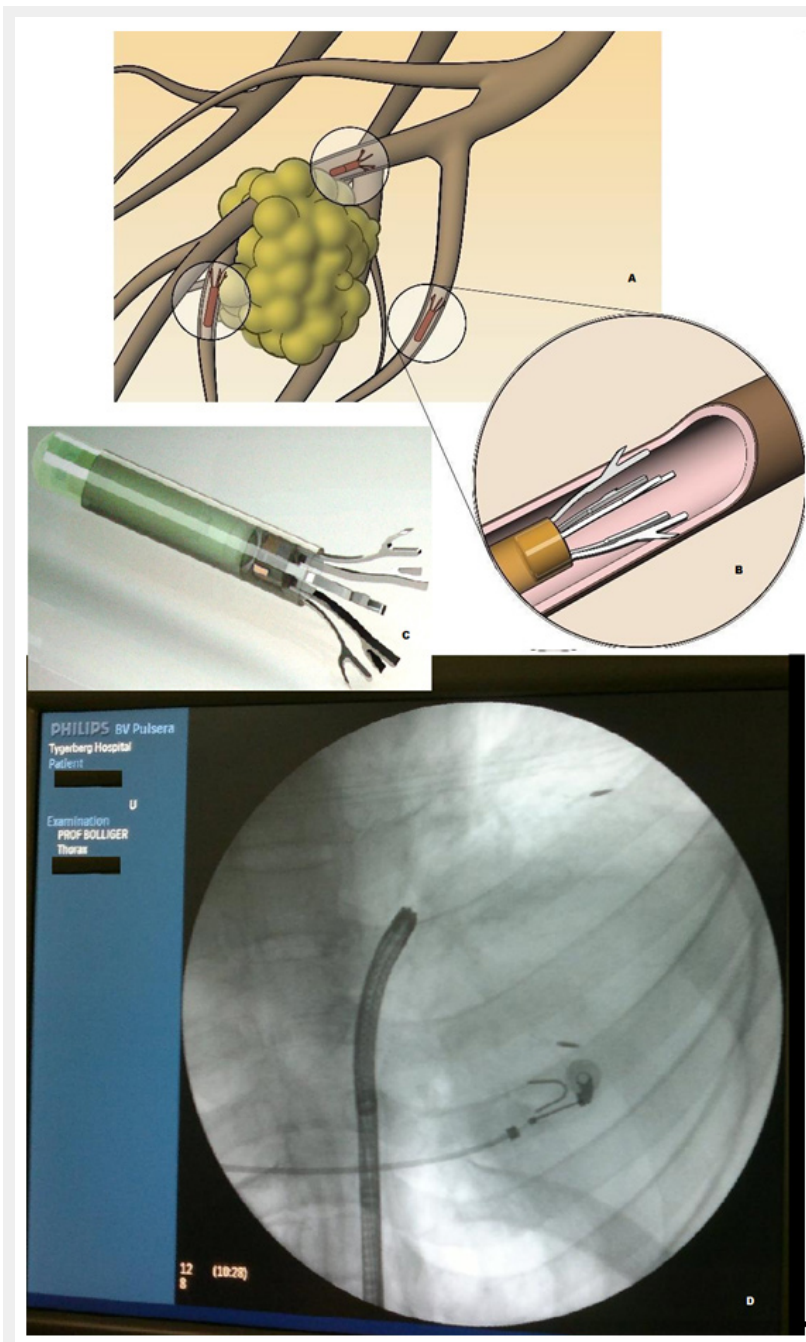 A
B
C
PHILIPS BV Pulsera
Tygerberg Hospital
Patient
U
Examination
PROF BOLLIGER
Thorax
12 (10:28)
8
D